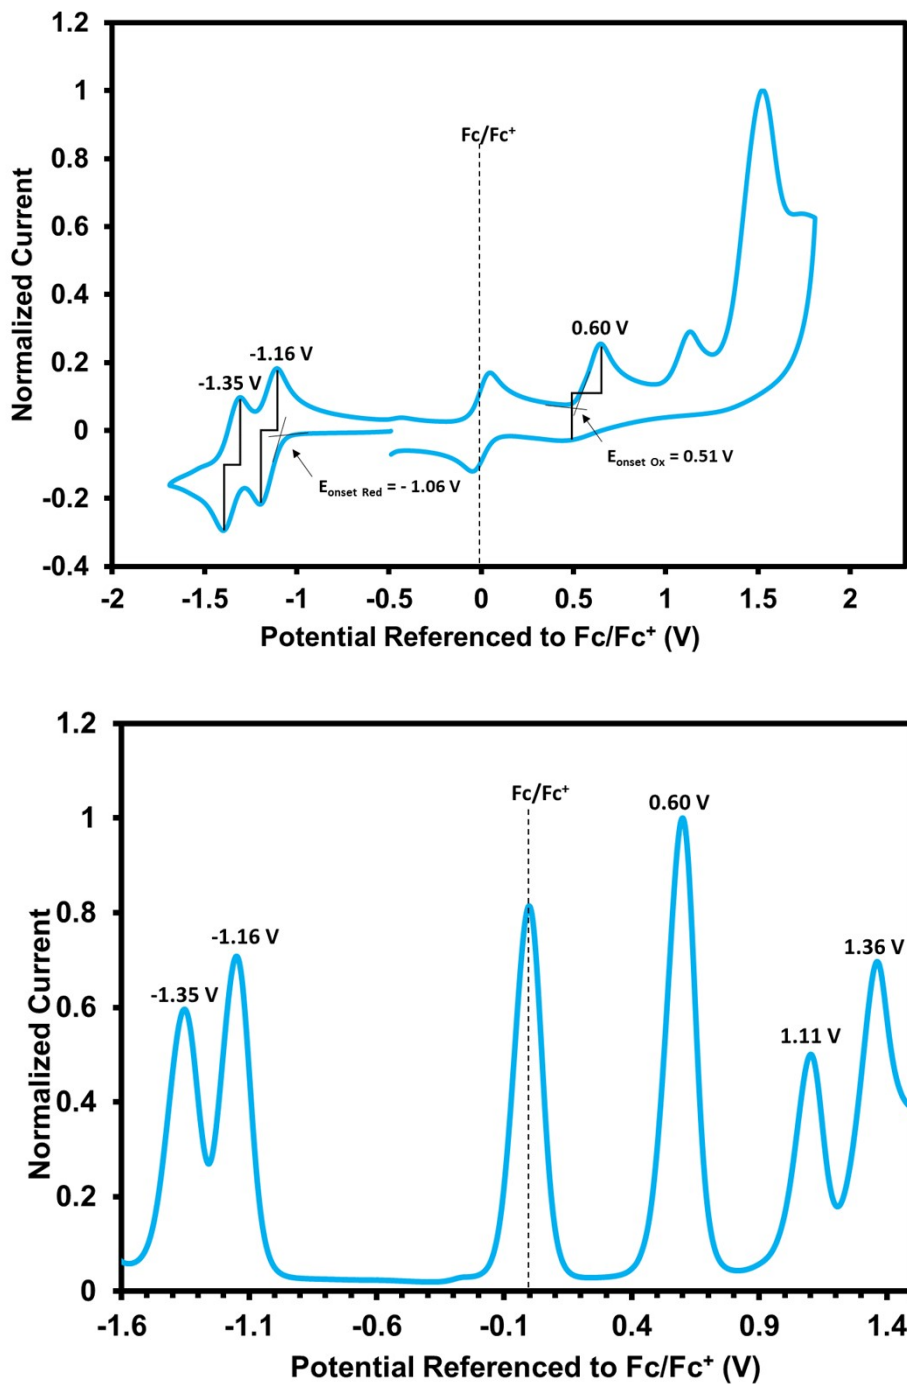 1.2
1
0.8
0.6
0.4
0.2
0
-0.2
-0.4
Normalized Current
Fc/Fc⁺
-1.35 V
-1.16 V
0.60 V
Eonset Red = - 1.06 V
Eonset Ox = 0.51 V
-2 -1.5 -1 -0.5 0 0.5 1 1.5 2
Potential Referenced to Fc/Fc⁺ (V)
1.2
1
0.8
0.6
0.4
0.2
0
Normalized Current
-1.35 V
-1.16 V
Fc/Fc⁺
0.60 V
1.11 V
1.36 V
-1.6 -1.1 -0.6 -0.1 0.4 0.9 1.4
Potential Referenced to Fc/Fc⁺ (V)